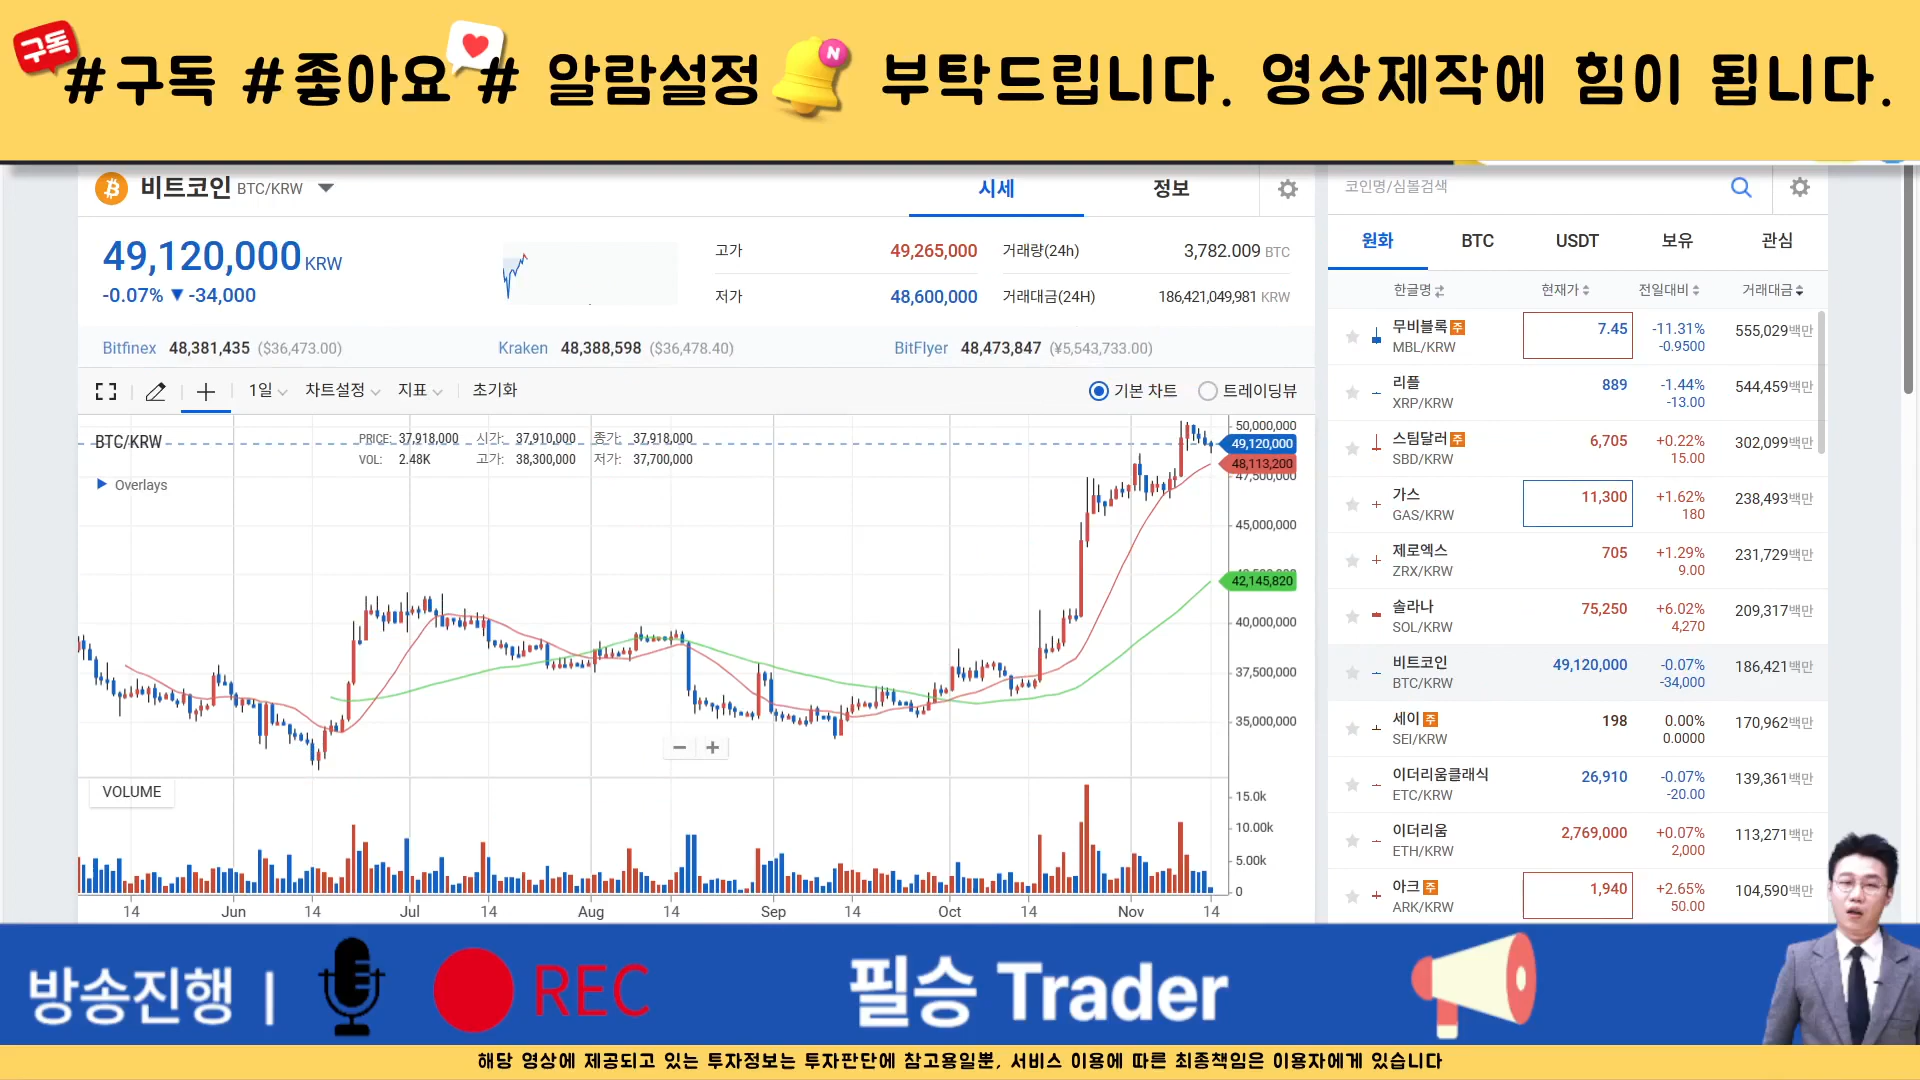 구독
#구독 #좋아요 # 알람설정 N 부탁드립니다. 영상제작에 힘이 됩니다.
비트코인 BTC/KRW
시세
정보
코인명/심볼검색
49,120,000 KRW
-0.07% ▼ -34,000
고가 49,265,000 거래량(24h) 3,782.009 BTC
저가 48,600,000 거래대금(24H) 186,421,049,981 KRW
Bitfinex 48,381,435 ($36,473.00) Kraken 48,388,598 ($36,478.40) BitFlyer 48,473,847 (¥5,543,733.00)
1일 차트설정 지표 초기화 기본 차트 트레이딩뷰
BTC/KRW
PRICE: 37,918,000 시가: 37,910,000 종가: 37,918,000
VOL: 2.48K 고가: 38,300,000 저가: 37,700,000
▶ Overlays
50,000,000
49,120,000
48,113,200
47,500,000
45,000,000
42,145,820
40,000,000
37,500,000
35,000,000
− +
VOLUME
15.0k
10.00k
5.00k
0
14 Jun 14 Jul 14 Aug 14 Sep 14 Oct 14 Nov 14
원화 BTC USDT 보유 관심
한글명 현재가 전일대비 거래대금
무비블록 주 7.45 -11.31% 555,029백만
MBL/KRW -0.9500
리플 889 -1.44% 544,459백만
XRP/KRW -13.00
스팀달러 주 6,705 +0.22% 302,099백만
SBD/KRW 15.00
가스 11,300 +1.62% 238,493백만
GAS/KRW 180
제로엑스 705 +1.29% 231,729백만
ZRX/KRW 9.00
솔라나 75,250 +6.02% 209,317백만
SOL/KRW 4,270
비트코인 49,120,000 -0.07% 186,421백만
BTC/KRW -34,000
세이 주 198 0.00% 170,962백만
SEI/KRW 0.0000
이더리움클래식 26,910 -0.07% 139,361백만
ETC/KRW -20.00
이더리움 2,769,000 +0.07% 113,271백만
ETH/KRW 2,000
아크 주 1,940 +2.65% 104,590백만
ARK/KRW 50.00
방송진행 | REC 필승 Trader
해당 영상에 제공되고 있는 투자정보는 투자판단에 참고용일뿐, 서비스 이용에 따른 최종책임은 이용자에게 있습니다